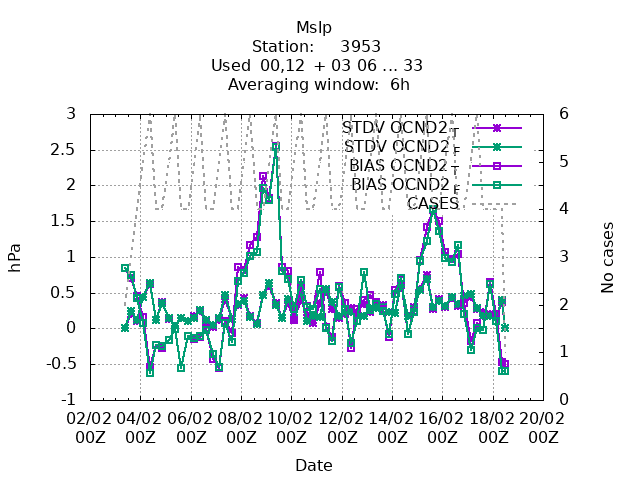 Mslp
Station: 3953
Used 00,12 + 03 06 ... 33
Averaging window: 6h
STDV OCND2_T
STDV OCND2_F
BIAS OCND2_T
BIAS OCND2_F
CASES
hPa
3
2.5
2
1.5
1
0.5
0
-0.5
-1
No cases
6
5
4
3
2
1
0
02/02 04/02 06/02 08/02 10/02 12/02 14/02 16/02 18/02 20/02
00Z 00Z 00Z 00Z 00Z 00Z 00Z 00Z 00Z 00Z
Date